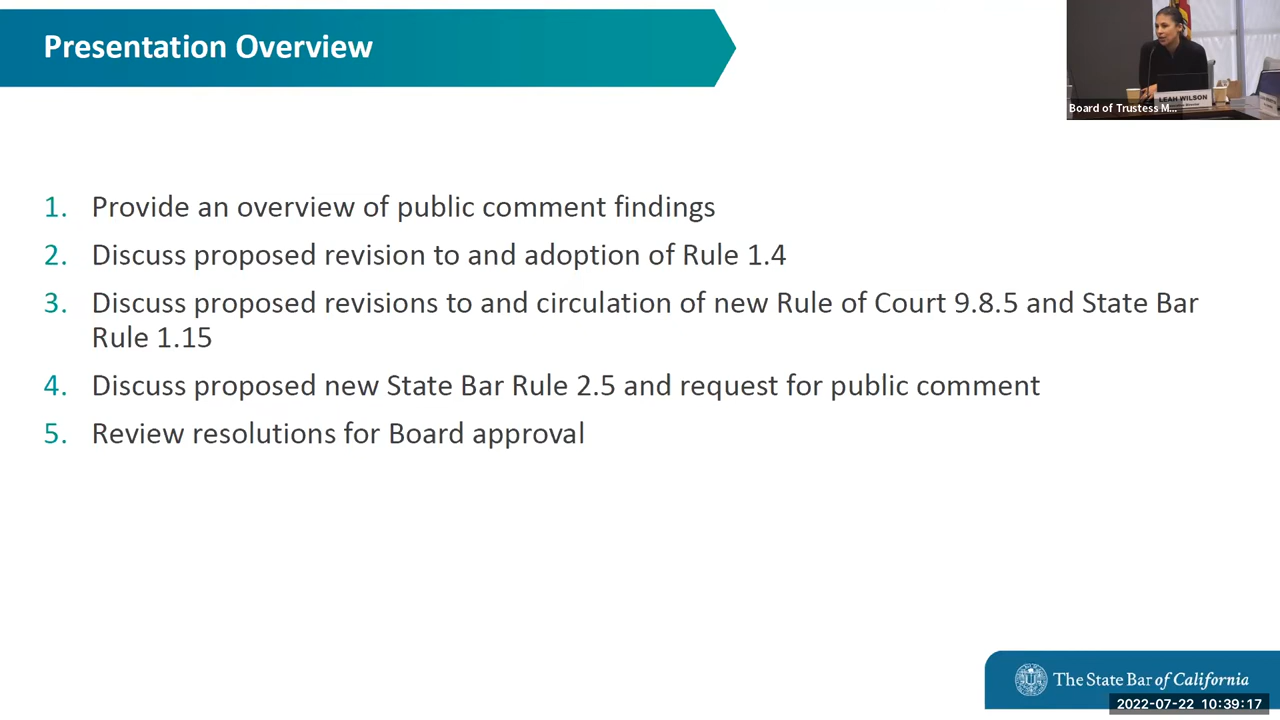 Presentation Overview
LEAH WILSON
Board of Trustess M...
1. Provide an overview of public comment findings
2. Discuss proposed revision to and adoption of Rule 1.4
3. Discuss proposed revisions to and circulation of new Rule of Court 9.8.5 and State Bar
Rule 1.15
4. Discuss proposed new State Bar Rule 2.5 and request for public comment
5. Review resolutions for Board approval
The State Bar of California
2022-07-22 10:39:17